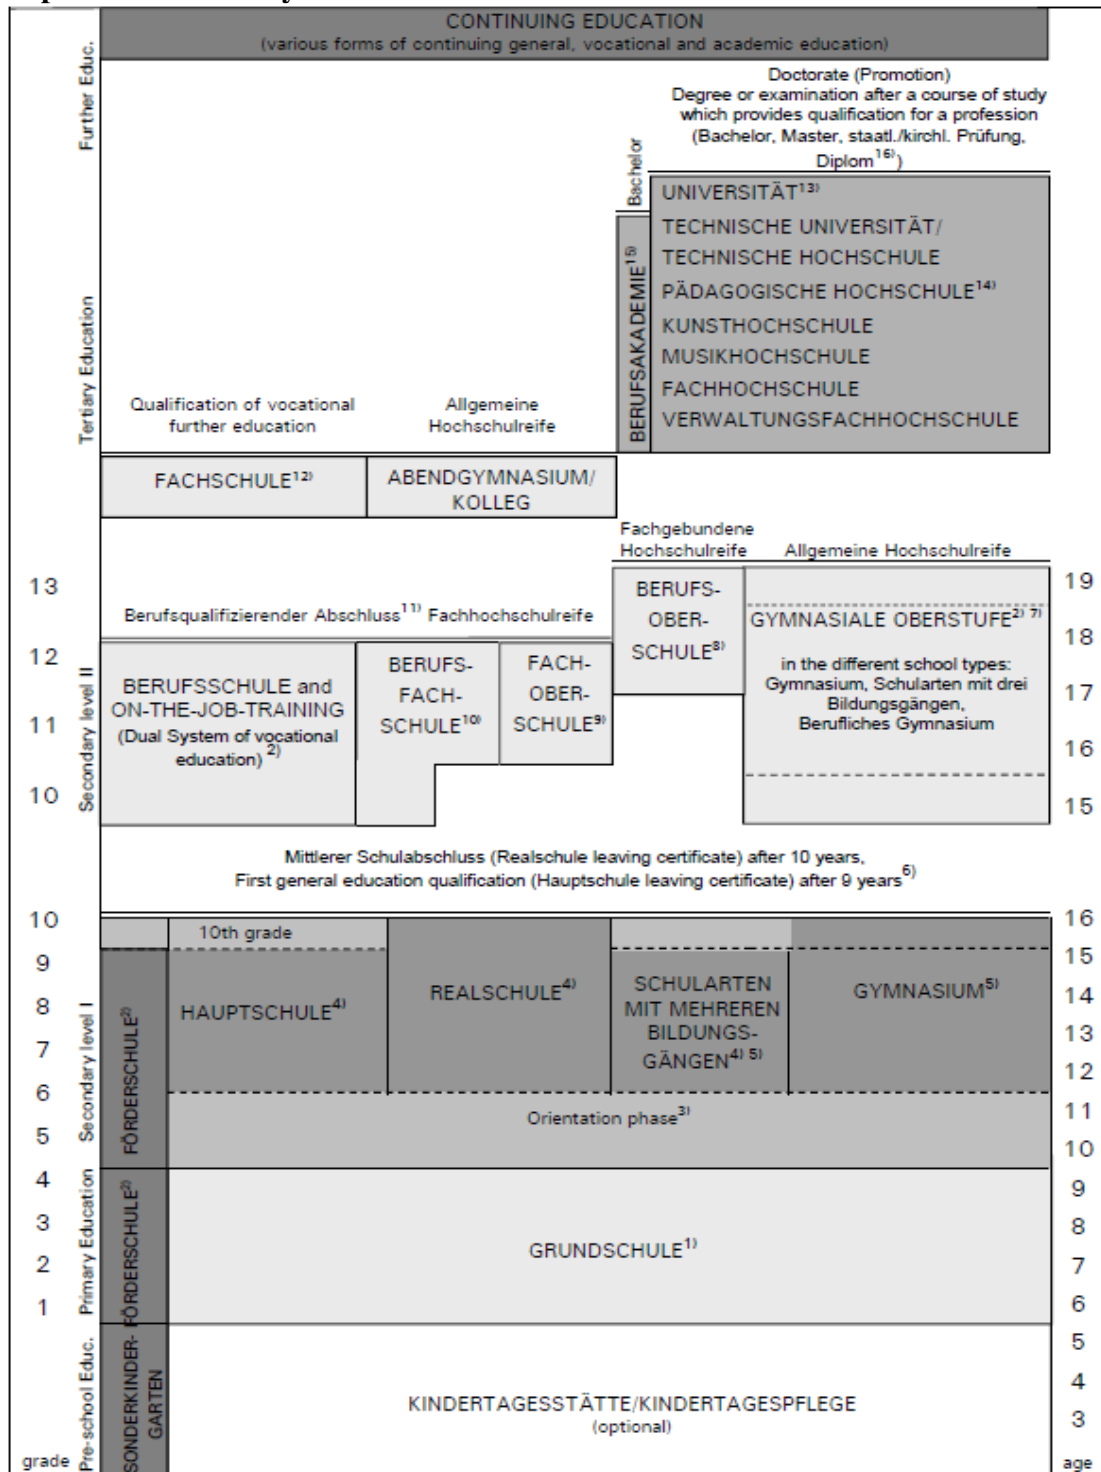 CONTINUING EDUCATION
(various forms of continuing general, vocational and academic education)
Further Educ.
Doctorate (Promotion)
Degree or examination after a course of study
which provides qualification for a profession
(Bachelor, Master, staatl./kirchl. Prüfung,
Diplom16))
Bachelor
Tertiary Education
BERUFSAKADEMIE15)
UNIVERSITÄT13)
TECHNISCHE UNIVERSITÄT/
TECHNISCHE HOCHSCHULE
PÄDAGOGISCHE HOCHSCHULE14)
KUNSTHOCHSCHULE
MUSIKHOCHSCHULE
FACHHOCHSCHULE
VERWALTUNGSFACHHOCHSCHULE
Qualification of vocational
further education
Allgemeine
Hochschulreife
FACHSCHULE12)
ABENDGYMNASIUM/
KOLLEG
Fachgebundene
Hochschulreife
Allgemeine Hochschulreife
13
12
11
10
Secondary level II
Berufsqualifizierender Abschluss11) Fachhochschulreife
BERUFSSCHULE and
ON-THE-JOB-TRAINING
(Dual System of vocational
education) 2)
BERUFS-
FACH-
SCHULE10)
FACH-
OBER-
SCHULE9)
BERUFS-
OBER-
SCHULE8)
GYMNASIALE OBERSTUFE2) 7)
in the different school types:
Gymnasium, Schularten mit drei
Bildungsgängen,
Berufliches Gymnasium
19
18
17
16
15
Mittlerer Schulabschluss (Realschule leaving certificate) after 10 years,
First general education qualification (Hauptschule leaving certificate) after 9 years6)
10
9
8
7
6
5
Secondary level I
FÖRDERSCHULE2)
10th grade
HAUPTSCHULE4)
REALSCHULE4)
SCHULARTEN
MIT MEHREREN
BILDUNGS-
GÄNGEN4) 5)
GYMNASIUM5)
Orientation phase3)
16
15
14
13
12
11
10
4
3
2
1
Primary Education
FÖRDERSCHULE2)
GRUNDSCHULE1)
9
8
7
6
Pre-school Educ.
SONDERKINDER-
GARTEN
KINDERTAGESSTÄTTE/KINDERTAGESPFLEGE
(optional)
5
4
3
grade
age